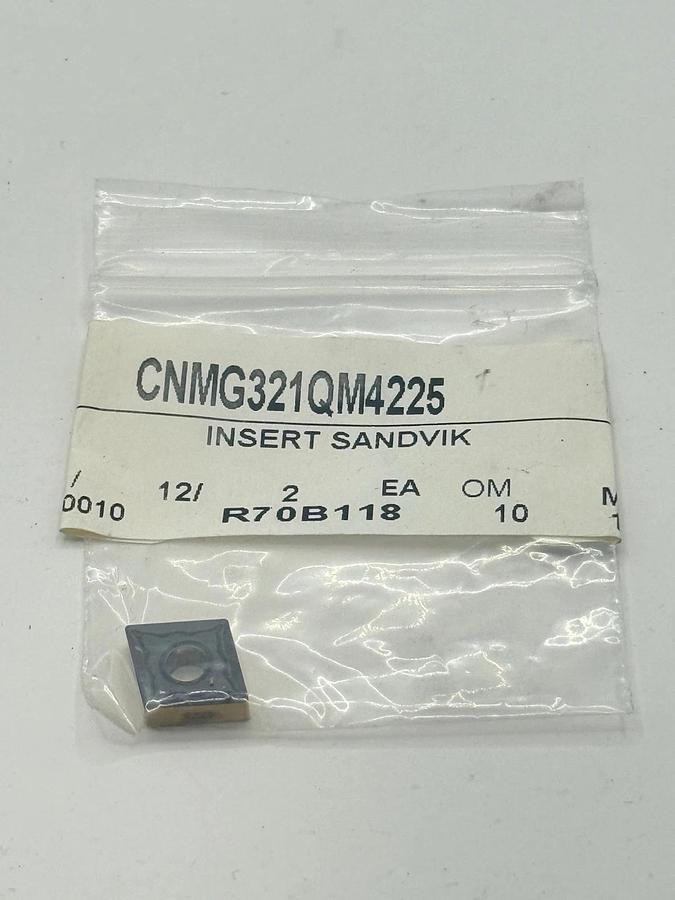 CNMG321QM4225
INSERT SANDVIK
/ 12/ 2 EA OM M
0010 R70B118 10